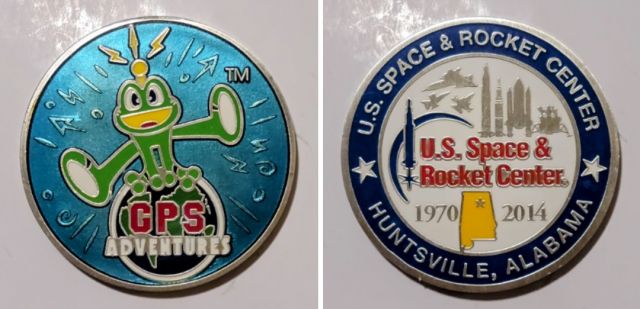 TM
GPS
ADVENTURES
U.S. SPACE & ROCKET CENTER
U.S. Space &
Rocket Center®
1970 2014
HUNTSVILLE, ALABAMA